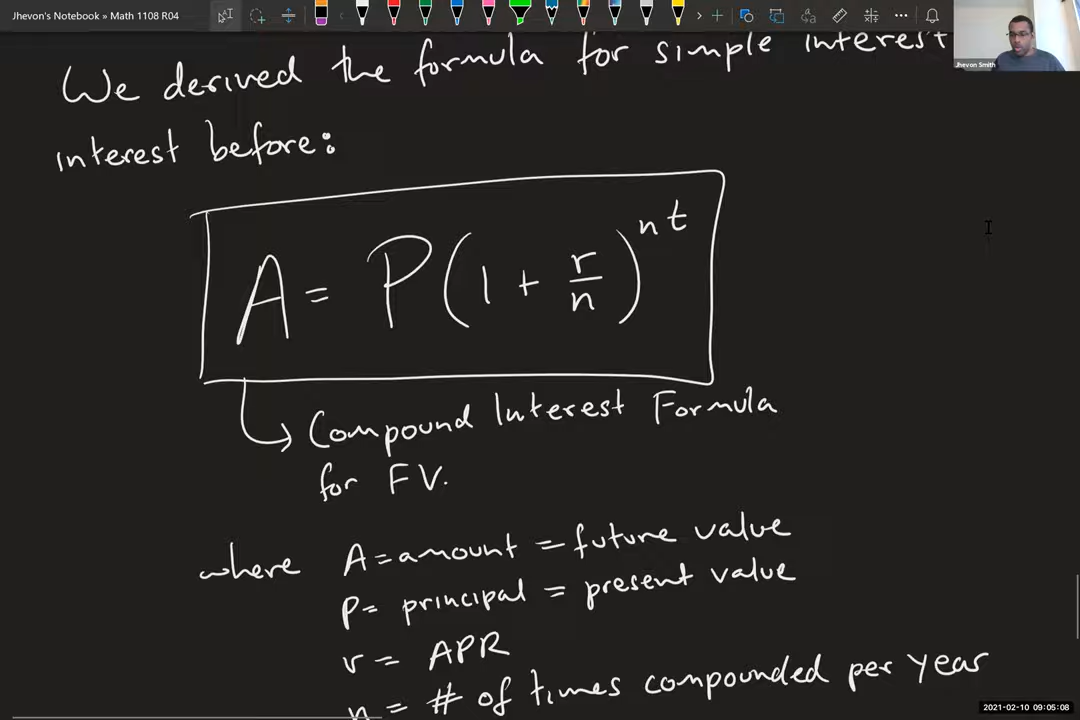 Jhevon's Notebook » Math 1108 R04
We derived the formula for simple interest
Jhevon Smith
interest before:
A = P(1 + r/n)^nt
Compound Interest Formula
for FV.
where A = amount = future value
P = principal = present value
r = APR
n = # of times compounded per year
2021-02-10 09:05:08